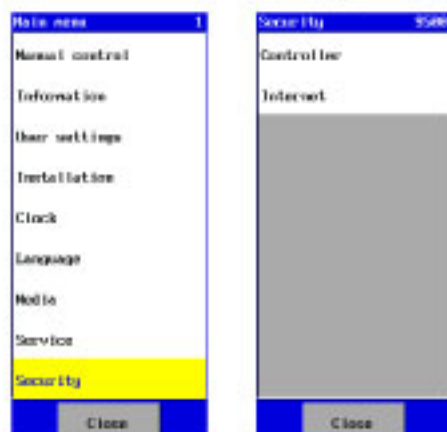 Main menu 1
Manual control
Information
User settings
Installation
Clock
Language
Media
Service
Security
Close
Security 9500
Controller
Internet
Close